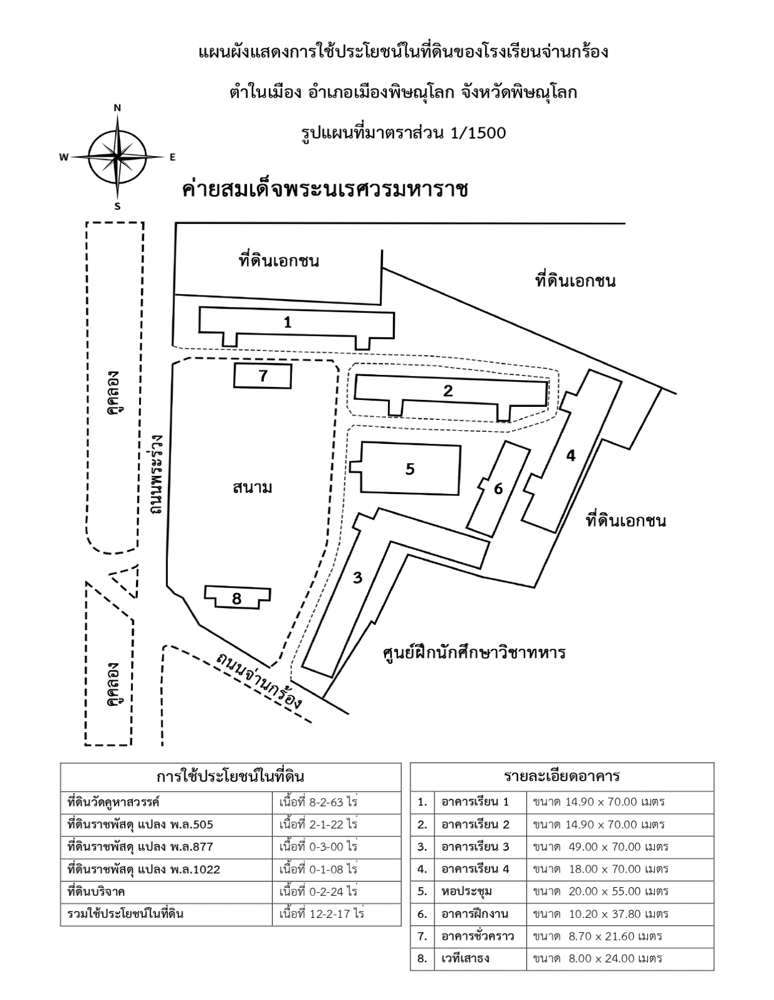 แผนผังแสดงการใช้ประโยชน์ในที่ดินของโรงเรียนจ่านกร้อง
ตำในเมือง อำเภอเมืองพิษณุโลก จังหวัดพิษณุโลก
รูปแผนที่มาตราส่วน 1/1500
N
W E
S
ค่ายสมเด็จพระนเรศวรมหาราช
ที่ดินเอกชน
ที่ดินเอกชน
1
7
2
คูคลอง
ถนนพระร่วง
สนาม
5
4
6
ที่ดินเอกชน
3
8
ศูนย์ฝึกนักศึกษาวิชาทหาร
ถนนจ่านกร้อง
คูคลอง
การใช้ประโยชน์ในที่ดิน
ที่ดินวัดคูหาสวรรค์ เนื้อที่ 8-2-63 ไร่
ที่ดินราชพัสดุ แปลง พ.ล.505 เนื้อที่ 2-1-22 ไร่
ที่ดินราชพัสดุ แปลง พ.ล.877 เนื้อที่ 0-3-00 ไร่
ที่ดินราชพัสดุ แปลง พ.ล.1022 เนื้อที่ 0-1-08 ไร่
ที่ดินบริจาค เนื้อที่ 0-2-24 ไร่
รวมใช้ประโยชน์ในที่ดิน เนื้อที่ 12-2-17 ไร่
รายละเอียดอาคาร
1. อาคารเรียน 1 ขนาด 14.90 x 70.00 เมตร
2. อาคารเรียน 2 ขนาด 14.90 x 70.00 เมตร
3. อาคารเรียน 3 ขนาด 49.00 x 70.00 เมตร
4. อาคารเรียน 4 ขนาด 18.00 x 70.00 เมตร
5. หอประชุม ขนาด 20.00 x 55.00 เมตร
6. อาคารฝึกงาน ขนาด 10.20 x 37.80 เมตร
7. อาคารชั่วคราว ขนาด 8.70 x 21.60 เมตร
8. เวทีเสาธง ขนาด 8.00 x 24.00 เมตร